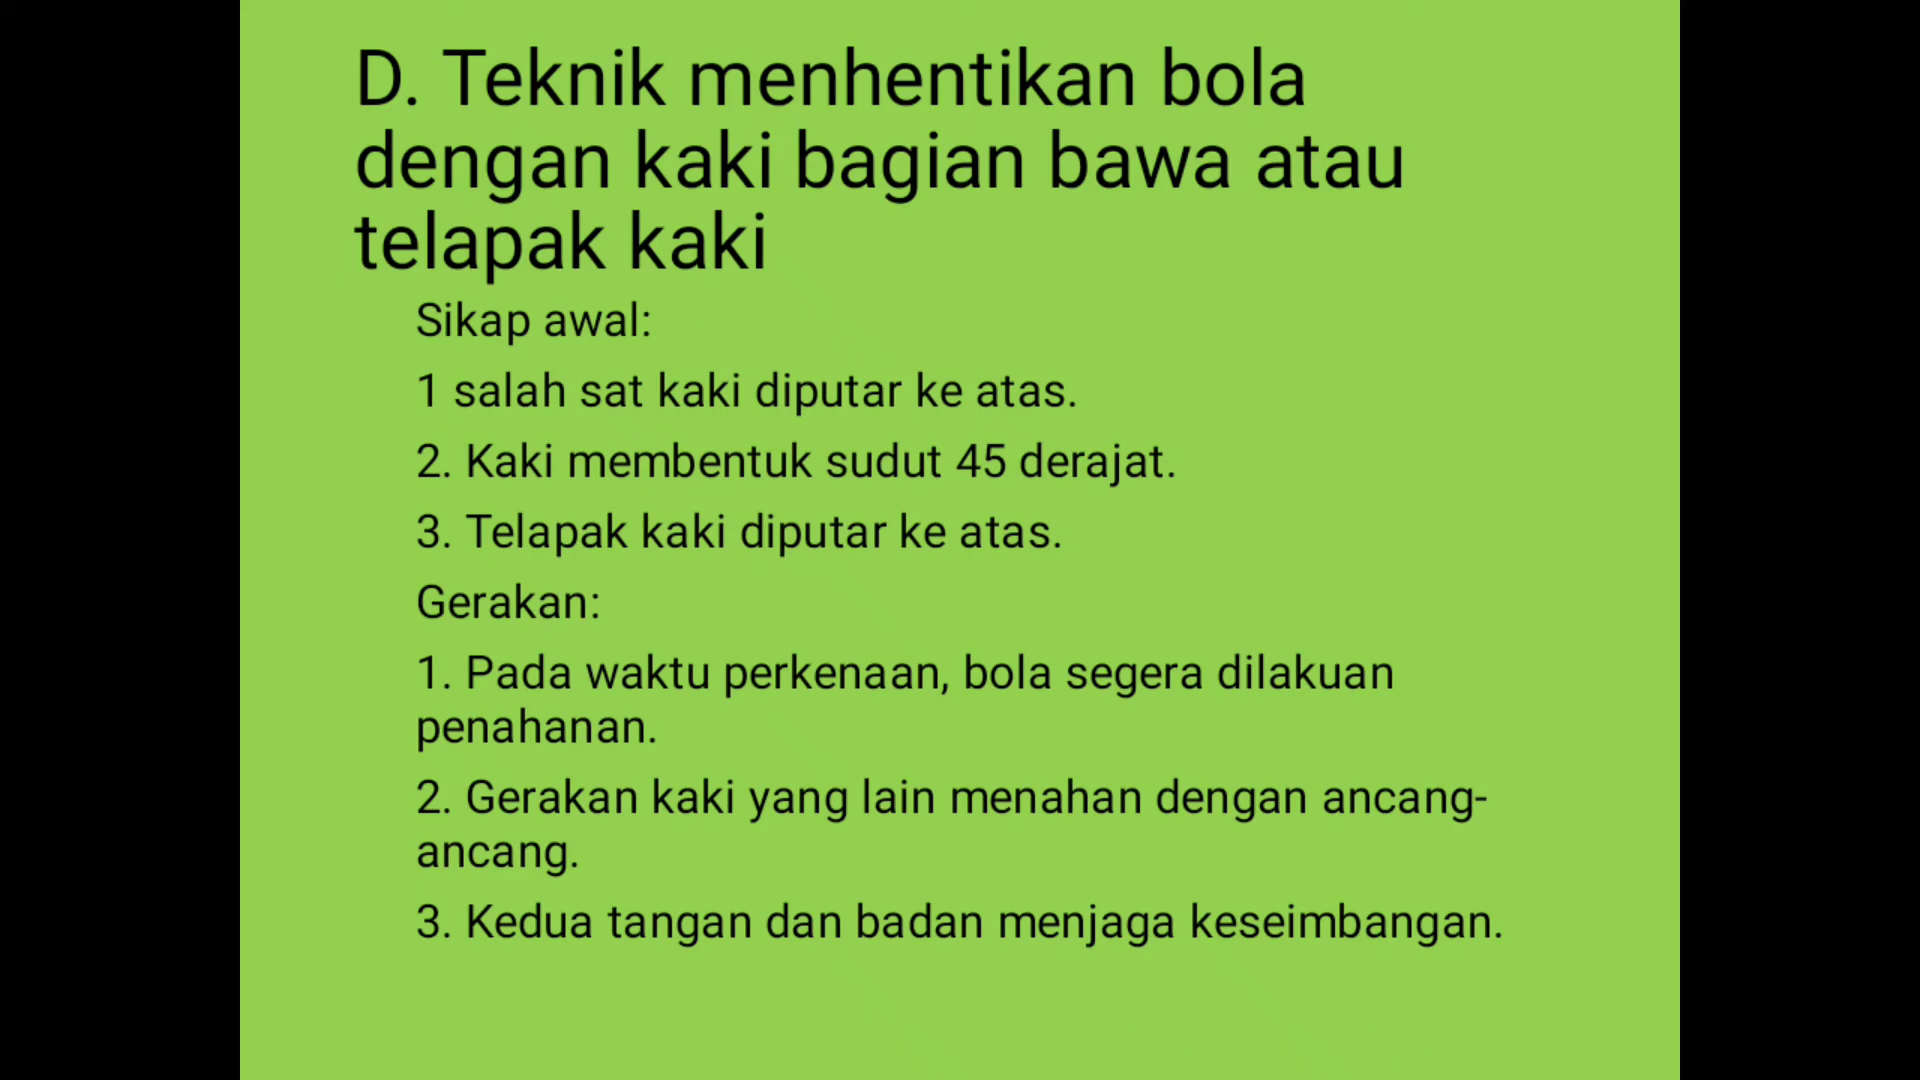 D. Teknik menhentikan bola
dengan kaki bagian bawa atau
telapak kaki
Sikap awal:
1 salah sat kaki diputar ke atas.
2. Kaki membentuk sudut 45 derajat.
3. Telapak kaki diputar ke atas.
Gerakan:
1. Pada waktu perkenaan, bola segera dilakuan
penahanan.
2. Gerakan kaki yang lain menahan dengan ancang-
ancang.
3. Kedua tangan dan badan menjaga keseimbangan.